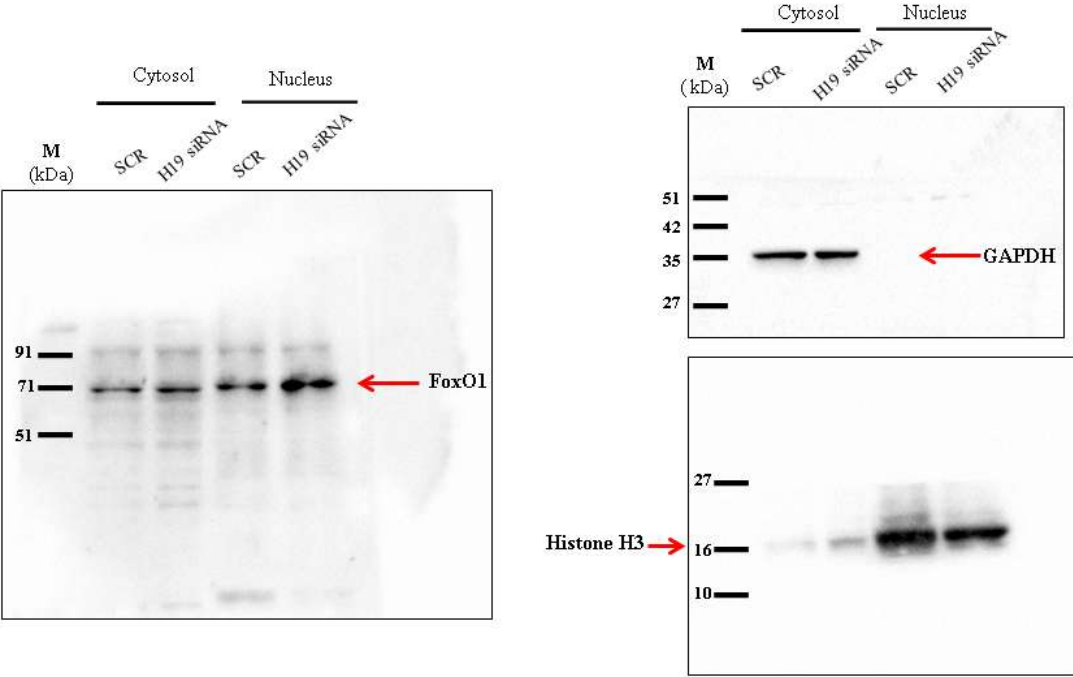 Cytosol Nucleus
SCR H19 siRNA SCR H19 siRNA
M
(kDa)
91
71
51
FoxO1
Cytosol Nucleus
SCR H19 siRNA SCR H19 siRNA
M
(kDa)
51
42
35
27
GAPDH
27
16
10
Histone H3